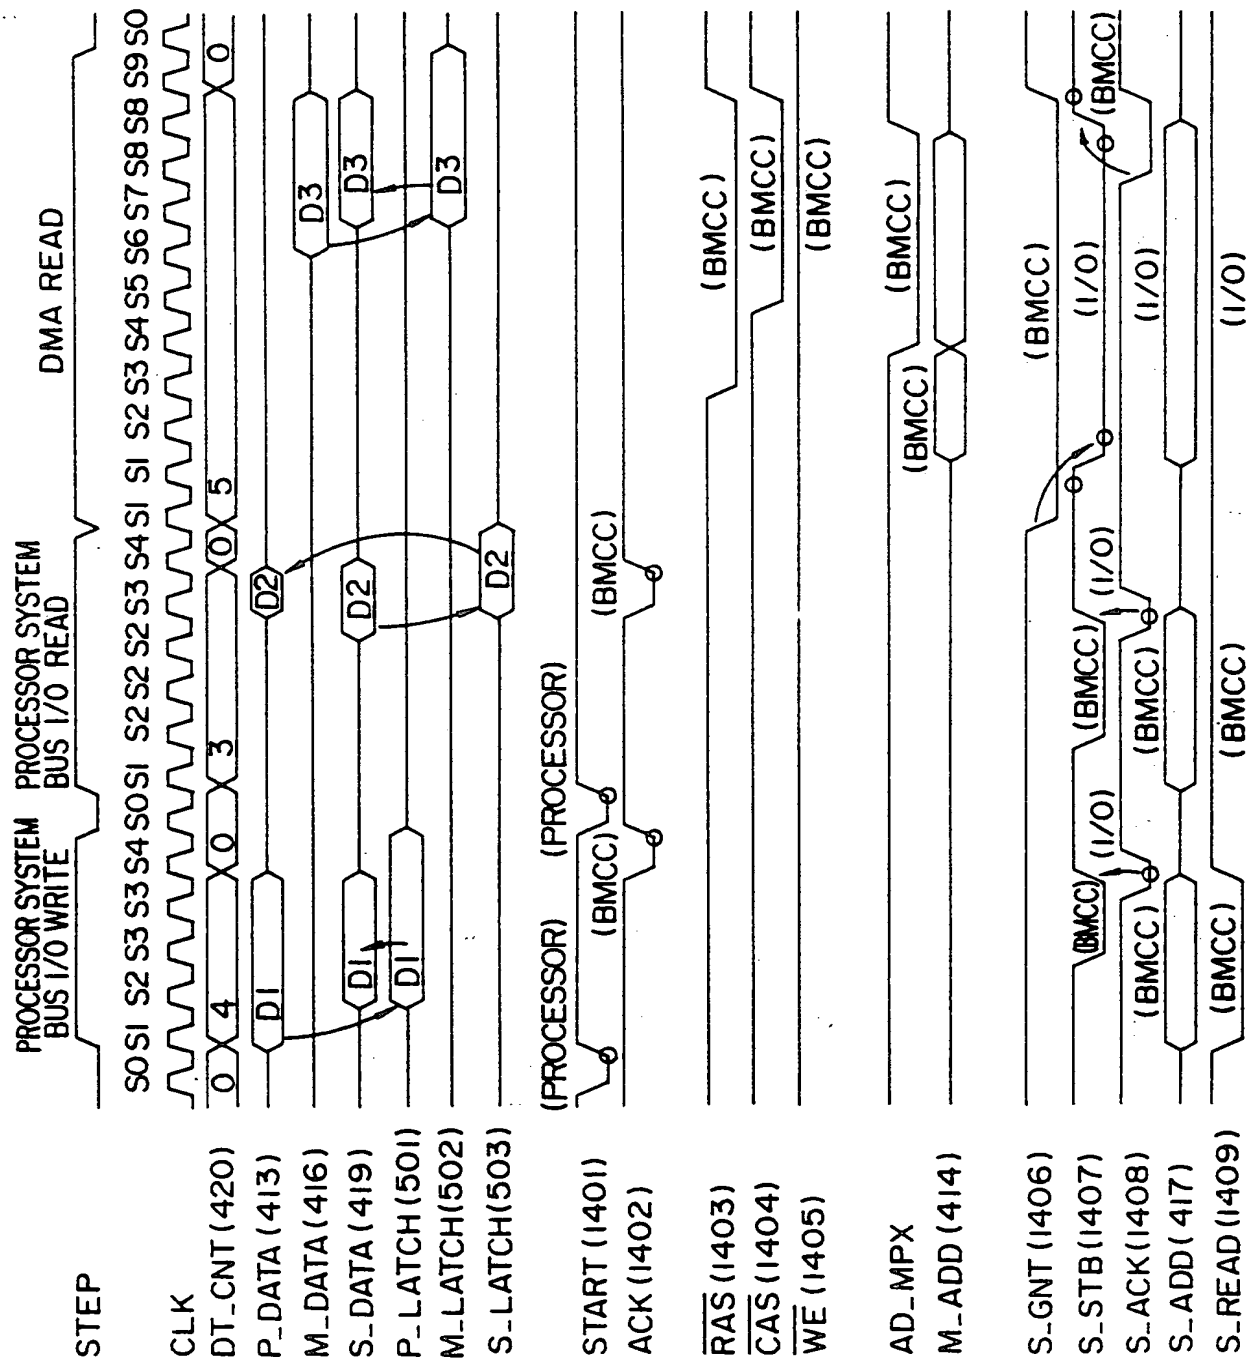 STEP
PROCESSOR SYSTEM
BUS I/O WRITE
PROCESSOR SYSTEM
BUS I/O READ
DMA READ
S0 S1 S2 S3 S3 S4 S0 S1 S2 S2 S2 S3 S4 S1 S1 S2 S3 S4 S5 S6 S7 S8 S8 S9 S0
CLK
DT_CNT (420) 0 4 0 3 0 5 0
P_DATA (413) D1 D2
M_DATA (416) D3
S_DATA (419) D1 D2 D3
P_LATCH (501) D1
M_LATCH (502) D3
S_LATCH (503) D2
START (1401) (PROCESSOR) (PROCESSOR)
ACK (1402) (BMCC) (BMCC)
RAS (1403) (BMCC)
CAS (1404) (BMCC)
WE (1405) (BMCC)
AD_MPX (BMCC)
M_ADD (414) (BMCC)
S_GNT (1406) (BMCC)
S_STB (1407) (BMCC) (BMCC) (I/O)
S_ACK (1408) (I/O) (I/O) (BMCC)
S_ADD (417) (BMCC) (BMCC) (I/O)
S_READ (1409) (BMCC) (BMCC) (I/O)